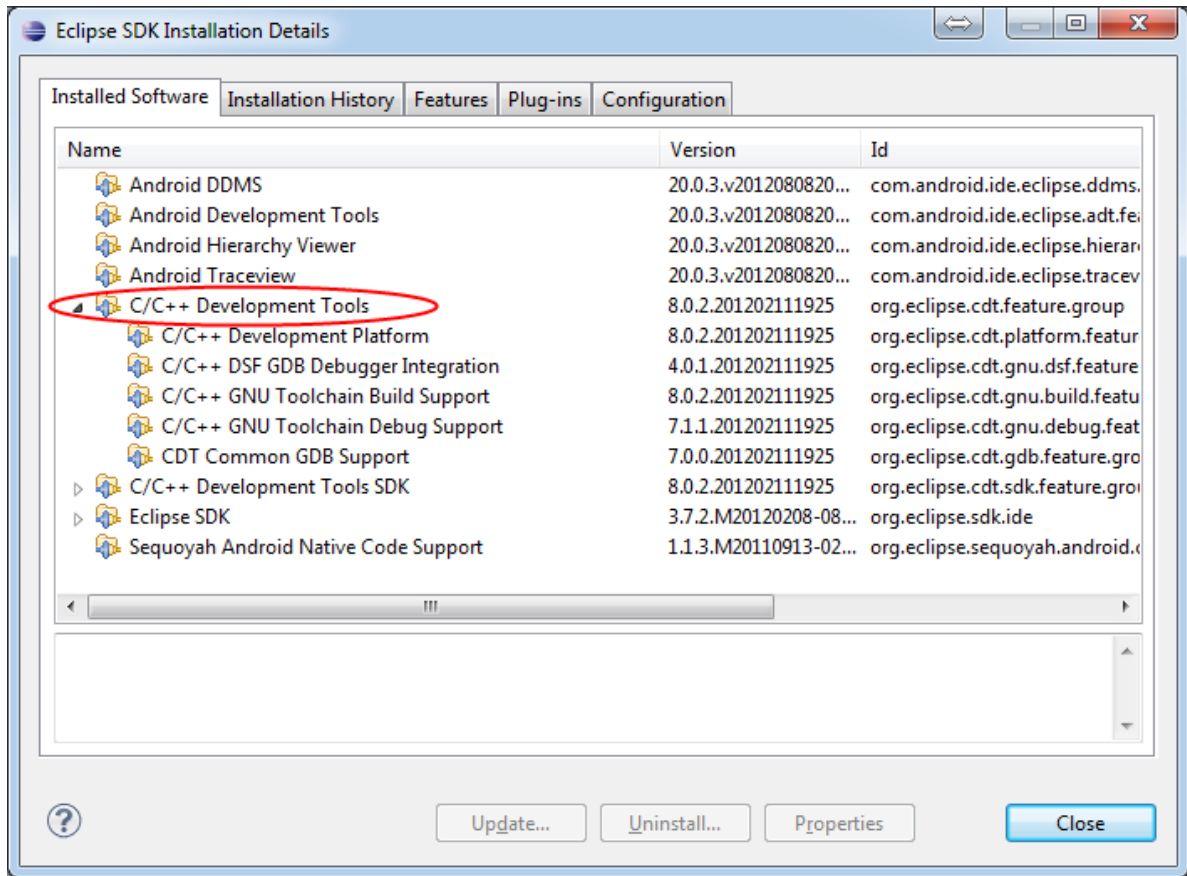 Eclipse SDK Installation Details
Installed Software Installation History Features Plug-ins Configuration
Name Version Id
Android DDMS 20.0.3.v2012080820... com.android.ide.eclipse.ddms.
Android Development Tools 20.0.3.v2012080820... com.android.ide.eclipse.adt.fea
Android Hierarchy Viewer 20.0.3.v2012080820... com.android.ide.eclipse.hierar
Android Traceview 20.0.3.v2012080820... com.android.ide.eclipse.tracev
C/C++ Development Tools 8.0.2.201202111925 org.eclipse.cdt.feature.group
C/C++ Development Platform 8.0.2.201202111925 org.eclipse.cdt.platform.featur
C/C++ DSF GDB Debugger Integration 4.0.1.201202111925 org.eclipse.cdt.gnu.dsf.feature
C/C++ GNU Toolchain Build Support 8.0.2.201202111925 org.eclipse.cdt.gnu.build.featu
C/C++ GNU Toolchain Debug Support 7.1.1.201202111925 org.eclipse.cdt.gnu.debug.feat
CDT Common GDB Support 7.0.0.201202111925 org.eclipse.cdt.gdb.feature.gro
C/C++ Development Tools SDK 8.0.2.201202111925 org.eclipse.cdt.sdk.feature.grou
Eclipse SDK 3.7.2.M20120208-08... org.eclipse.sdk.ide
Sequoyah Android Native Code Support 1.1.3.M20110913-02... org.eclipse.sequoyah.android.c
Update... Uninstall... Properties Close